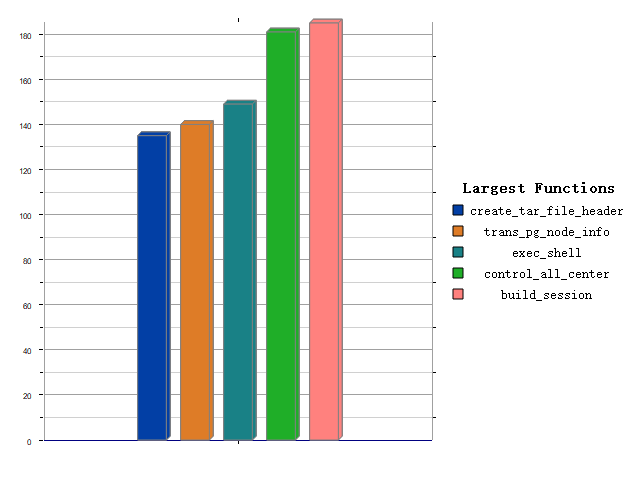 180
160
140
120
100
80
60
40
20
0
Largest Functions
create_tar_file_header
trans_pg_node_info
exec_shell
control_all_center
build_session